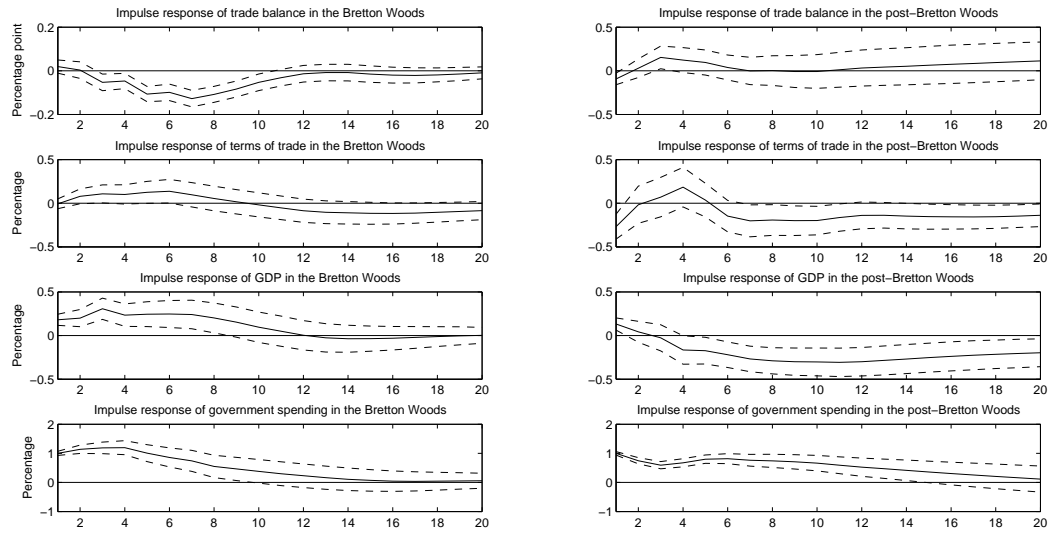 Impulse response of trade balance in the Bretton Woods
Percentage point
0.2
0
−0.2
2 4 6 8 10 12 14 16 18 20
Impulse response of trade balance in the post−Bretton Woods
0.5
0
−0.5
2 4 6 8 10 12 14 16 18 20
Impulse response of terms of trade in the Bretton Woods
Percentage
0.5
0
−0.5
2 4 6 8 10 12 14 16 18 20
Impulse response of terms of trade in the post−Bretton Woods
0.5
0
−0.5
2 4 6 8 10 12 14 16 18 20
Impulse response of GDP in the Bretton Woods
Percentage
0.5
0
−0.5
2 4 6 8 10 12 14 16 18 20
Impulse response of GDP in the post−Bretton Woods
0.5
0
−0.5
2 4 6 8 10 12 14 16 18 20
Impulse response of government spending in the Bretton Woods
Percentage
2
1
0
−1
2 4 6 8 10 12 14 16 18 20
Impulse response of government spending in the post−Bretton Woods
2
1
0
−1
2 4 6 8 10 12 14 16 18 20